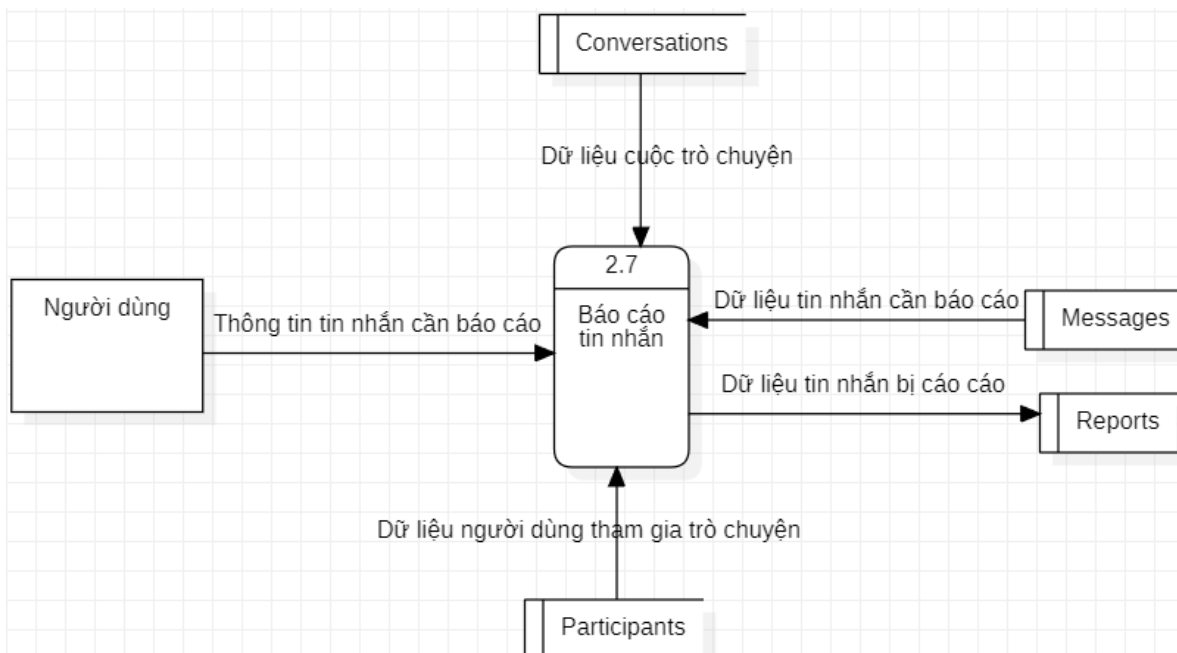 Conversations
Dữ liệu cuộc trò chuyện
2.7
Người dùng
Thông tin tin nhắn cần báo cáo
Báo cáo
tin nhắn
Dữ liệu tin nhắn cần báo cáo
Messages
Dữ liệu tin nhắn bị cáo cáo
Reports
Dữ liệu người dùng tham gia trò chuyện
Participants